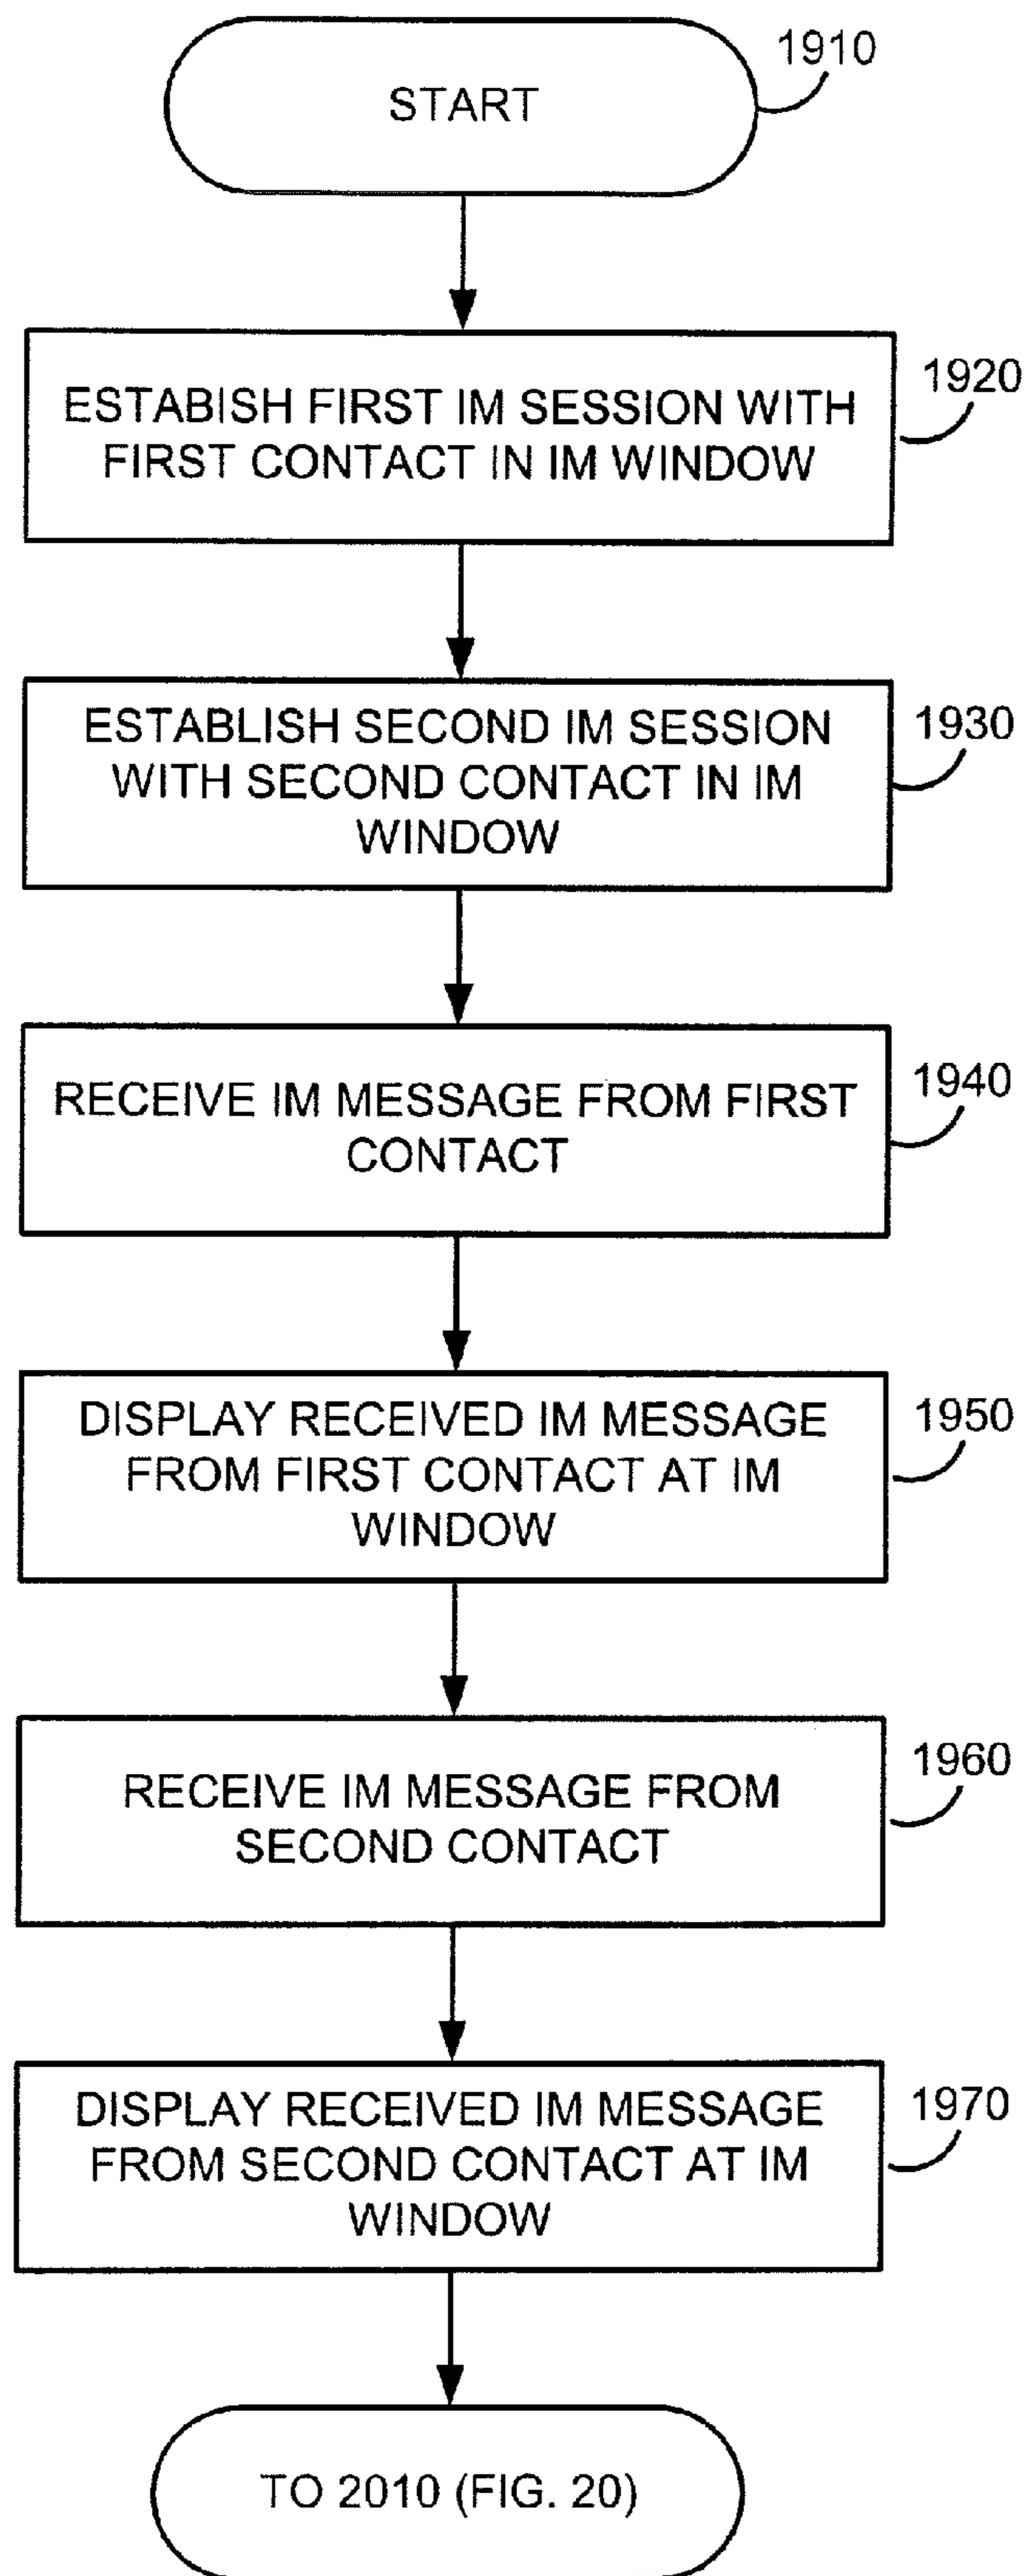 START
1910
ESTABISH FIRST IM SESSION WITH
FIRST CONTACT IN IM WINDOW
1920
ESTABLISH SECOND IM SESSION
WITH SECOND CONTACT IN IM
WINDOW
1930
RECEIVE IM MESSAGE FROM FIRST
CONTACT
1940
DISPLAY RECEIVED IM MESSAGE
FROM FIRST CONTACT AT IM
WINDOW
1950
RECEIVE IM MESSAGE FROM
SECOND CONTACT
1960
DISPLAY RECEIVED IM MESSAGE
FROM SECOND CONTACT AT IM
WINDOW
1970
TO 2010 (FIG. 20)